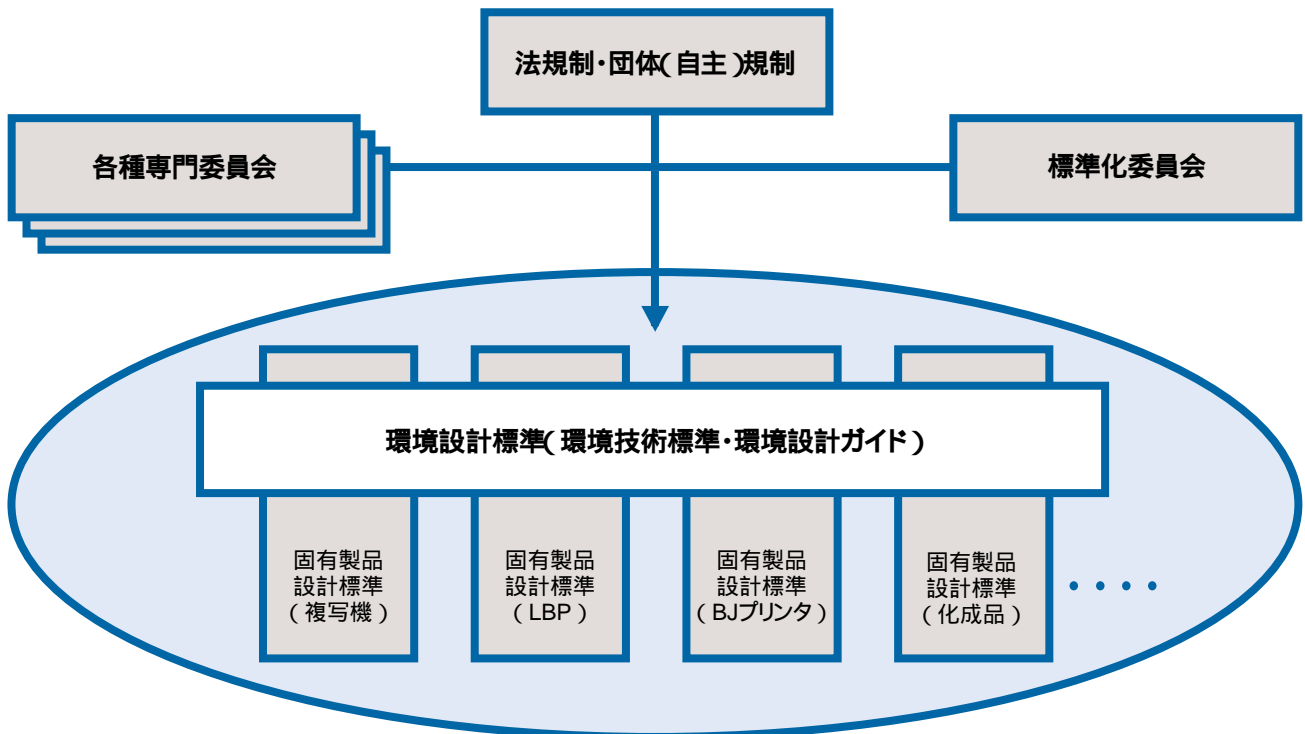 法規制・団体(自主)規制
各種専門委員会
標準化委員会
環境設計標準(環境技術標準・環境設計ガイド)
固有製品
設計標準
(複写機)
固有製品
設計標準
(LBP)
固有製品
設計標準
(BJプリンタ)
固有製品
設計標準
(化成品)
・・・・